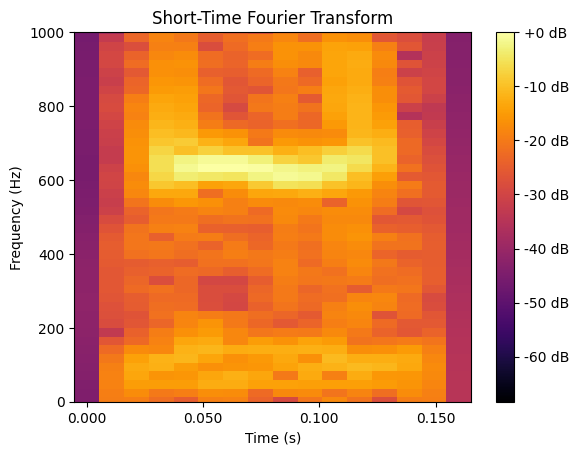 Short-Time Fourier Transform
1000
800
600
400
200
0
Frequency (Hz)
0.000
0.050
0.100
0.150
Time (s)
+0 dB
-10 dB
-20 dB
-30 dB
-40 dB
-50 dB
-60 dB